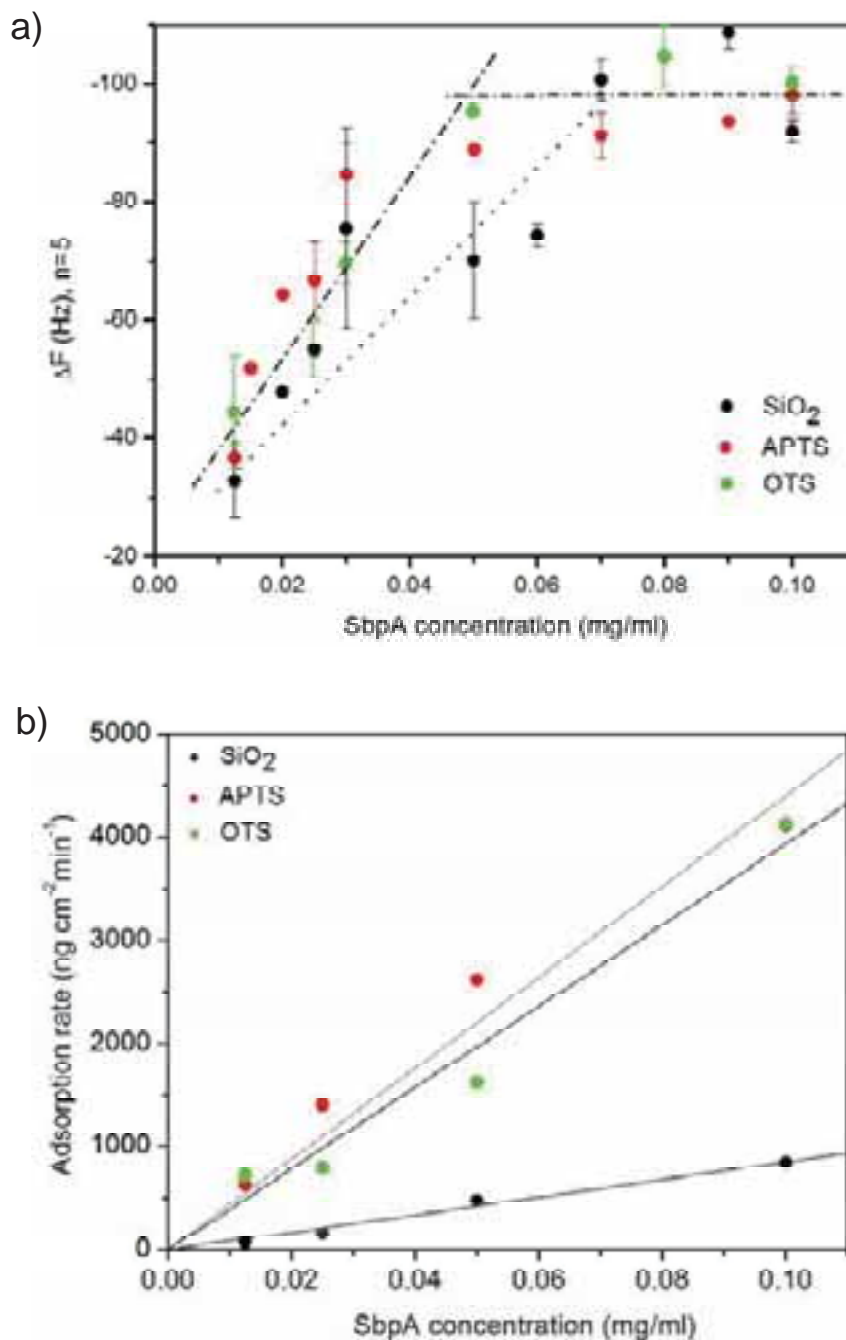 a)
-100
-80
-60
-40
-20
ΔF (Hz), n=5
SiO2
APTS
OTS
0.00 0.02 0.04 0.06 0.08 0.10
SbpA concentration (mg/ml)
b)
5000
4000
3000
2000
1000
0
Adsorption rate (ng cm-2min-1)
SiO2
APTS
OTS
0.00 0.02 0.04 0.06 0.08 0.10
SbpA concentration (mg/ml)